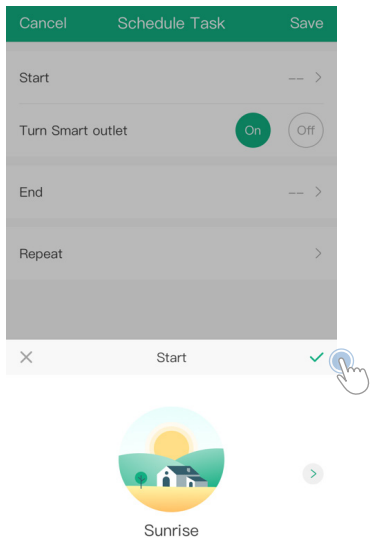 Cancel Schedule Task Save
Start -- >
Turn Smart outlet On Off
End -- >
Repeat >
Start
Sunrise